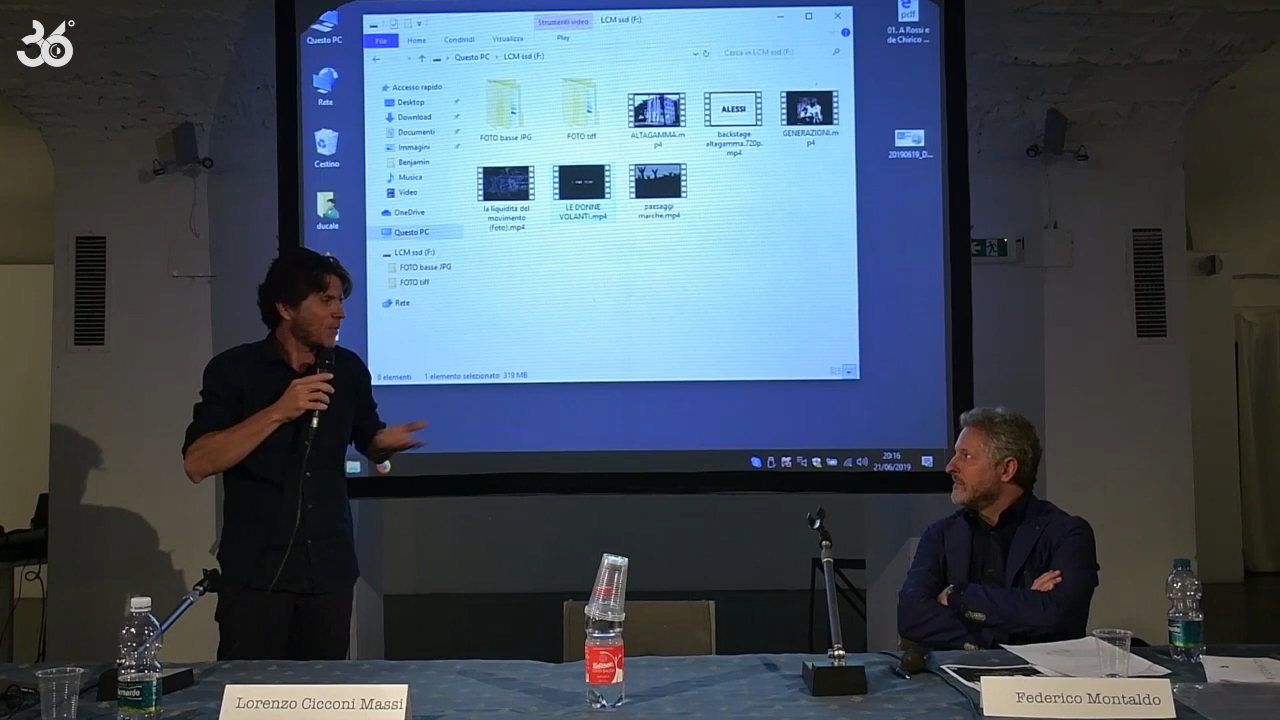 36°
Questo PC
Rete
Cestino
ducale
Strumenti video
LCM ssd (F:)
File
Home
Condividi
Visualizza
Play
Questo PC > LCM ssd (F:)
Cerca in LCM ssd (F:)
Accesso rapido
Desktop
Download
Documenti
Immagini
Benjamin
Musica
Video
OneDrive
Questo PC
LCM ssd (F:)
FOTO basse JPG
FOTO tiff
Rete
FOTO basse JPG
FOTO tiff
ALTAGAMMA.m
p4
ALESSI
backstage
altagamma.720p.
mp4
GENERAZIONI.m
p4
la liquidità del
movimento
(foto).mp4
LE DONNE
VOLANTI.mp4
paesaggi
marche.mp4
8 elementi
1 elemento selezionato 319 MB
pdf
01. A Rossi e
de Chirico ...
20190619_D...
20:16
21/06/2019
Lorenzo Cicconi Massi
Federico Montaldo